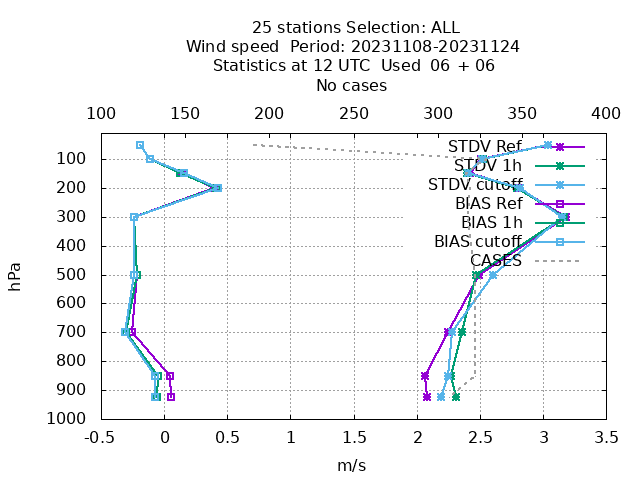 25 stations Selection: ALL
Wind speed  Period: 20231108-20231124
Statistics at 12 UTC  Used  06 + 06
No cases
100 150 200 250 300 350 400
STDV Ref
STDV 1h
STDV cutoff
BIAS Ref
BIAS 1h
BIAS cutoff
CASES
hPa
100
200
300
400
500
600
700
800
900
1000
-0.5 0 0.5 1 1.5 2 2.5 3 3.5
m/s